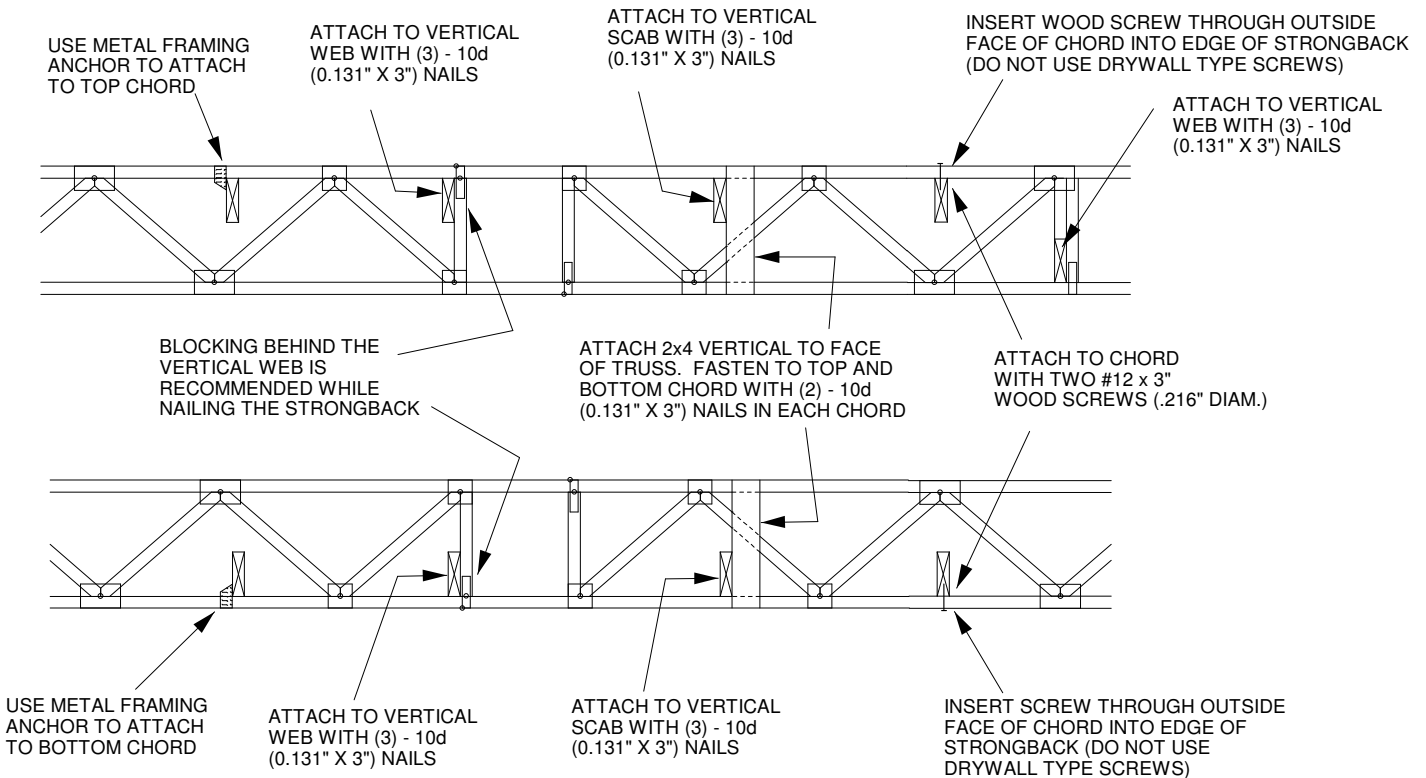 USE METAL FRAMING
ANCHOR TO ATTACH
TO TOP CHORD
ATTACH TO VERTICAL
WEB WITH (3) - 10d
(0.131" X 3") NAILS
ATTACH TO VERTICAL
SCAB WITH (3) - 10d
(0.131" X 3") NAILS
INSERT WOOD SCREW THROUGH OUTSIDE
FACE OF CHORD INTO EDGE OF STRONGBACK
(DO NOT USE DRYWALL TYPE SCREWS)
ATTACH TO VERTICAL
WEB WITH (3) - 10d
(0.131" X 3") NAILS
BLOCKING BEHIND THE
VERTICAL WEB IS
RECOMMENDED WHILE
NAILING THE STRONGBACK
ATTACH 2x4 VERTICAL TO FACE
OF TRUSS. FASTEN TO TOP AND
BOTTOM CHORD WITH (2) - 10d
(0.131" X 3") NAILS IN EACH CHORD
ATTACH TO CHORD
WITH TWO #12 x 3"
WOOD SCREWS (.216" DIAM.)
USE METAL FRAMING
ANCHOR TO ATTACH
TO BOTTOM CHORD
ATTACH TO VERTICAL
WEB WITH (3) - 10d
(0.131" X 3") NAILS
ATTACH TO VERTICAL
SCAB WITH (3) - 10d
(0.131" X 3") NAILS
INSERT SCREW THROUGH OUTSIDE
FACE OF CHORD INTO EDGE OF
STRONGBACK (DO NOT USE
DRYWALL TYPE SCREWS)